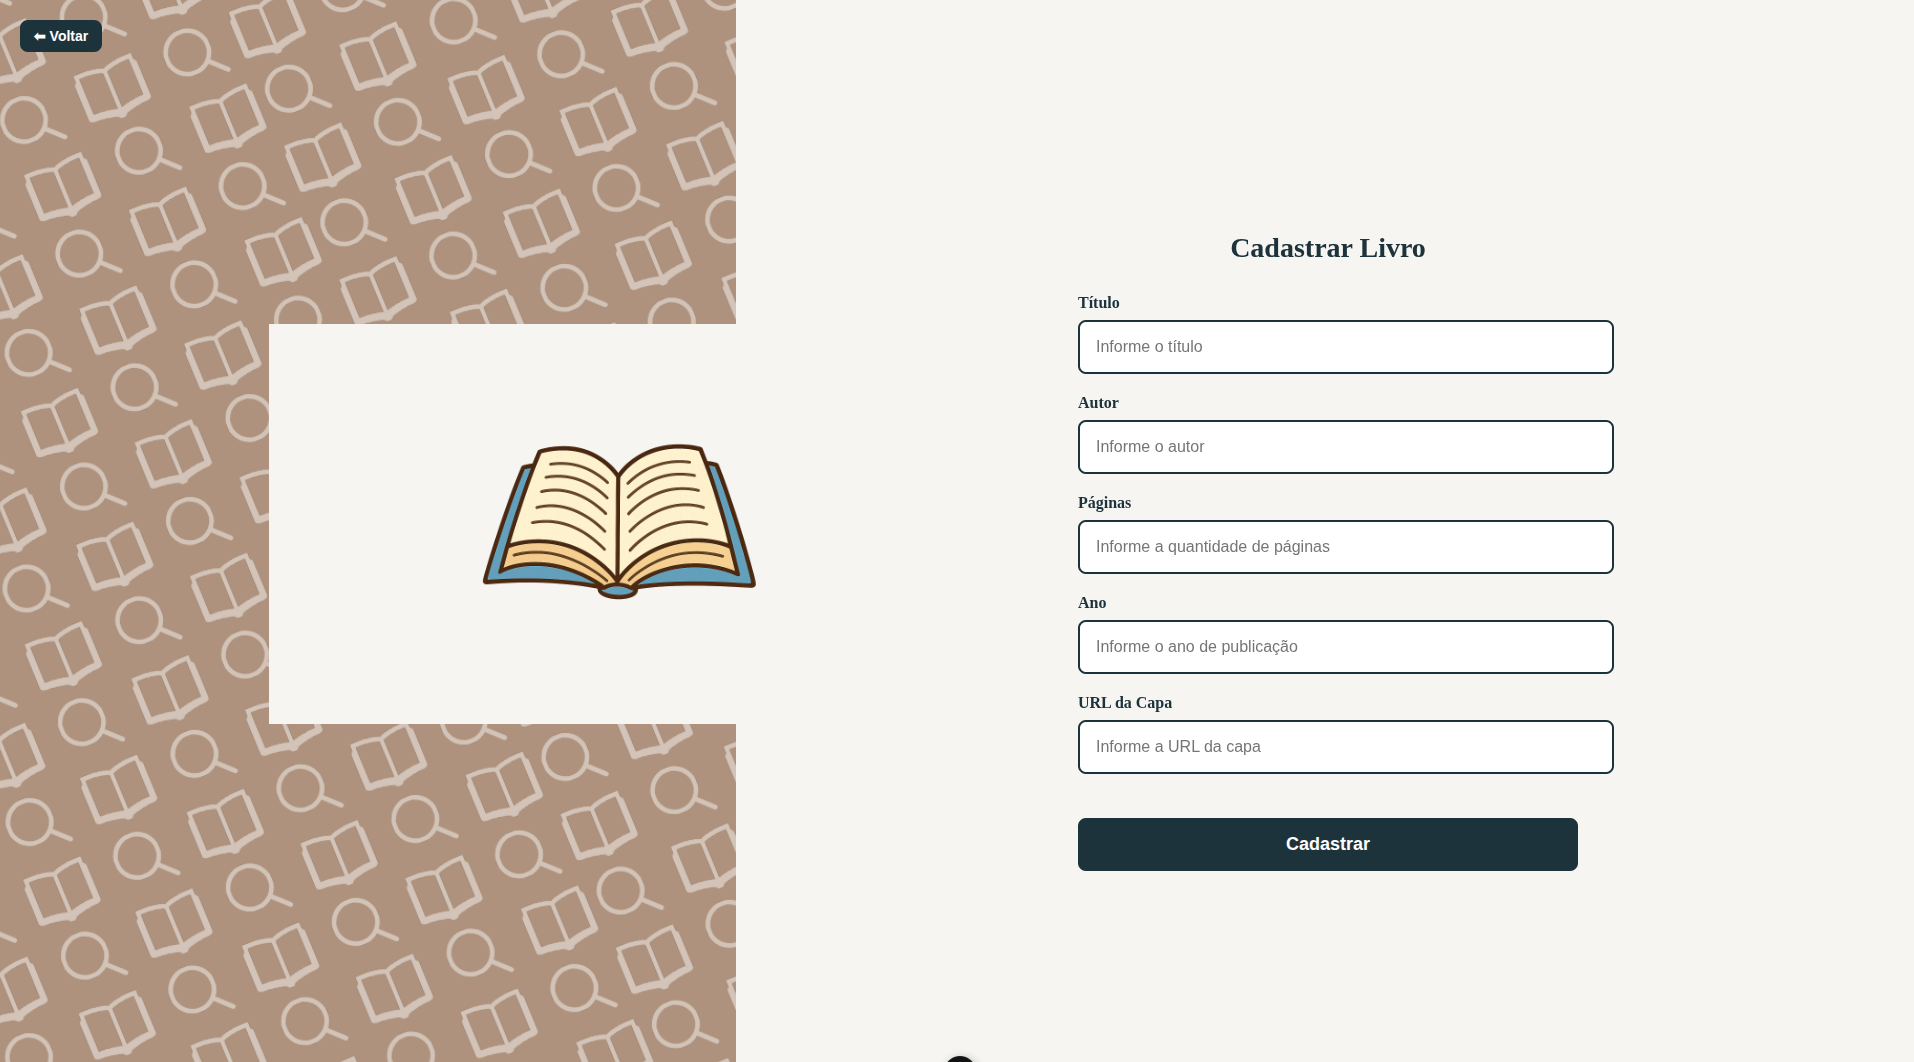 ⬅ Voltar
Cadastrar Livro
Título
Informe o título
Autor
Informe o autor
Páginas
Informe a quantidade de páginas
Ano
Informe o ano de publicação
URL da Capa
Informe a URL da capa
Cadastrar